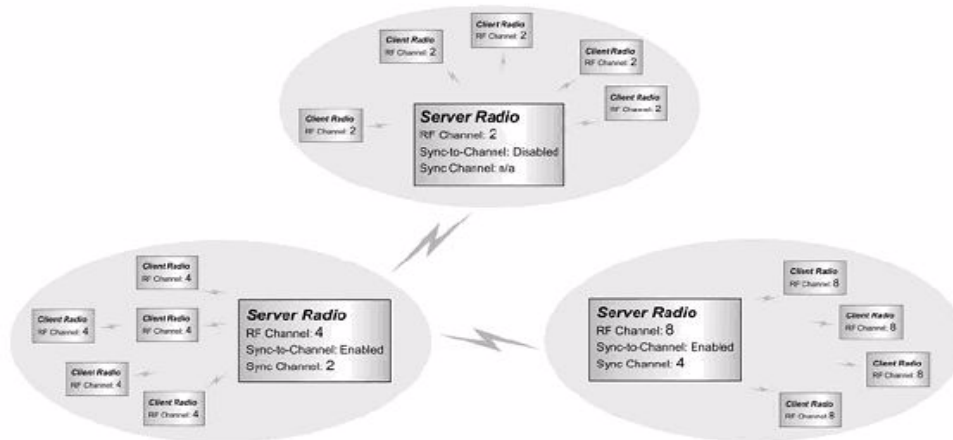 Client Radio
RF Channel: 2
Client Radio
RF Channel: 2
Client Radio
RF Channel: 2
Client Radio
RF Channel: 2
Client Radio
RF Channel: 2
Server Radio
RF Channel: 2
Sync-to-Channel: Disabled
Sync Channel: n/a
Client Radio
RF Channel: 4
Client Radio
RF Channel: 4
Client Radio
RF Channel: 4
Client Radio
RF Channel: 4
Client Radio
RF Channel: 4
Server Radio
RF Channel: 4
Sync-to-Channel: Enabled
Sync Channel: 2
Server Radio
RF Channel: 8
Sync-to-Channel: Enabled
Sync Channel: 4
Client Radio
RF Channel: 8
Client Radio
RF Channel: 8
Client Radio
RF Channel: 8
Client Radio
RF Channel: 8